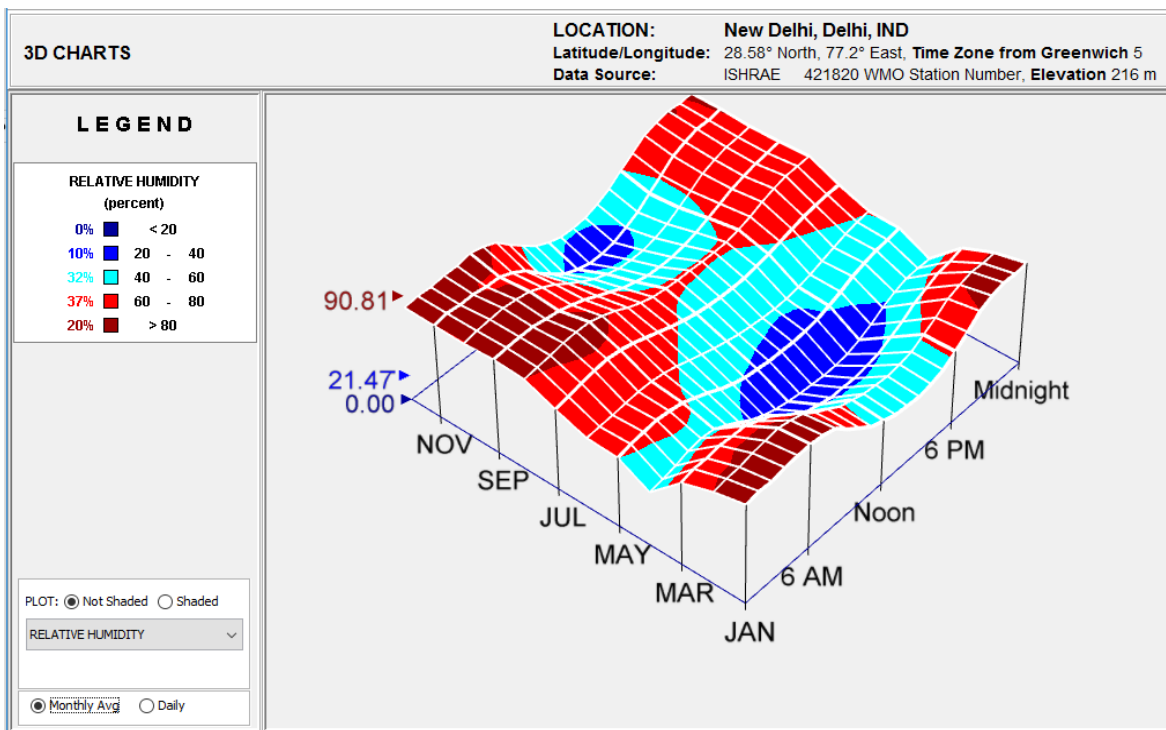 3D CHARTS
LOCATION: New Delhi, Delhi, IND
Latitude/Longitude: 28.58° North, 77.2° East, Time Zone from Greenwich 5
Data Source: ISHRAE 421820 WMO Station Number, Elevation 216 m
LEGEND
RELATIVE HUMIDITY
(percent)
0% < 20
10% 20 - 40
32% 40 - 60
37% 60 - 80
20% > 80
PLOT: Not Shaded Shaded
RELATIVE HUMIDITY
Monthly Avg Daily
90.81
21.47
0.00
NOV
SEP
JUL
MAY
MAR
JAN
6 AM
Noon
6 PM
Midnight